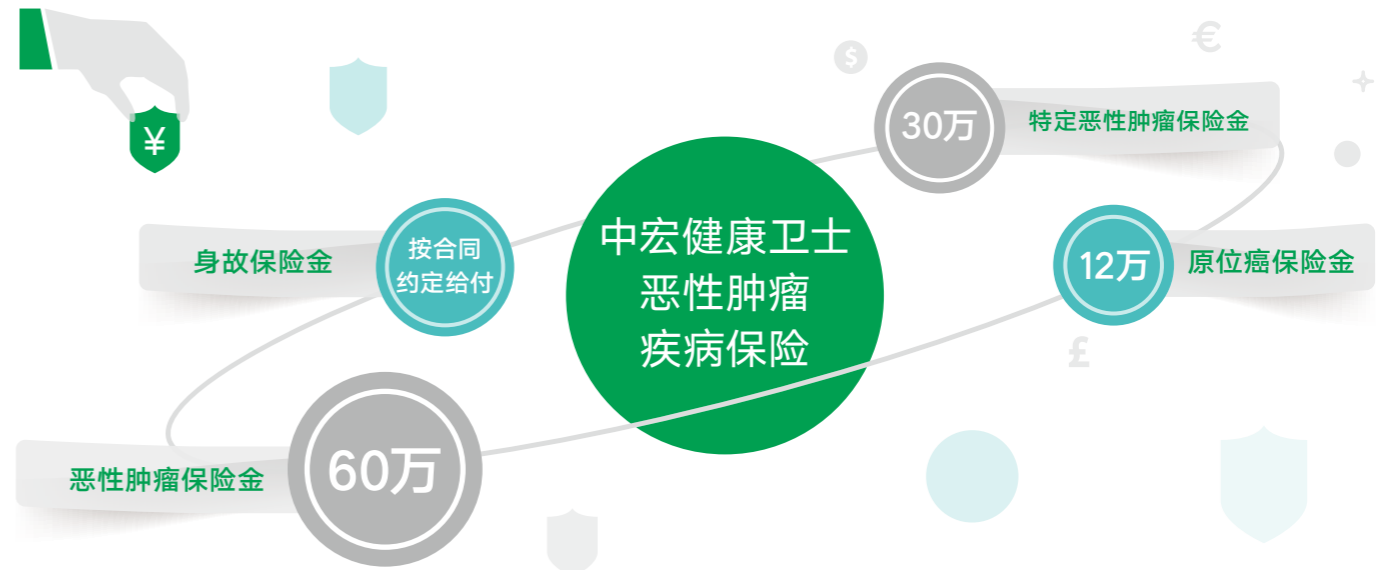 ¥
$
€
30万
特定恶性肿瘤保险金
身故保险金
按合同
约定给付
中宏健康卫士
恶性肿瘤
疾病保险
12万
原位癌保险金
£
恶性肿瘤保险金
60万